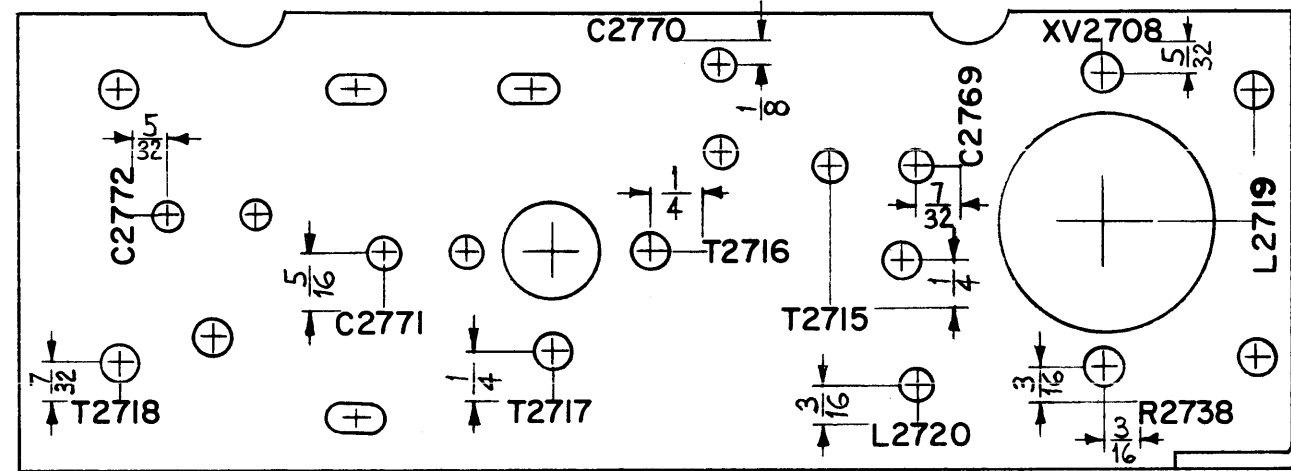 C2770
XV2708
5/32
1/8
C2769
5/32
C2772
1/4
7/32
L2719
T2716
5/16
1/4
C2771
T2715
7/32
1/4
3/16
3/16
T2718
T2717
R2738
L2720
3/16